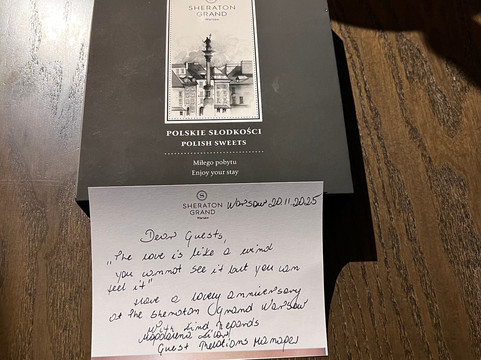 SHERATON
GRAND
POLSKIE SŁODKOŚCI
POLISH SWEETS
Miłego pobytu
Enjoy your stay
S
SHERATON
GRAND
Warsaw 20.11.2025
Dear Guests,
„The love is like a wind
you cannot see it but you can
feel it"
Have a lovely anniversary
at the Sheraton Grand Warsaw
With kind regards
Magdalena
Guest Relations Manager